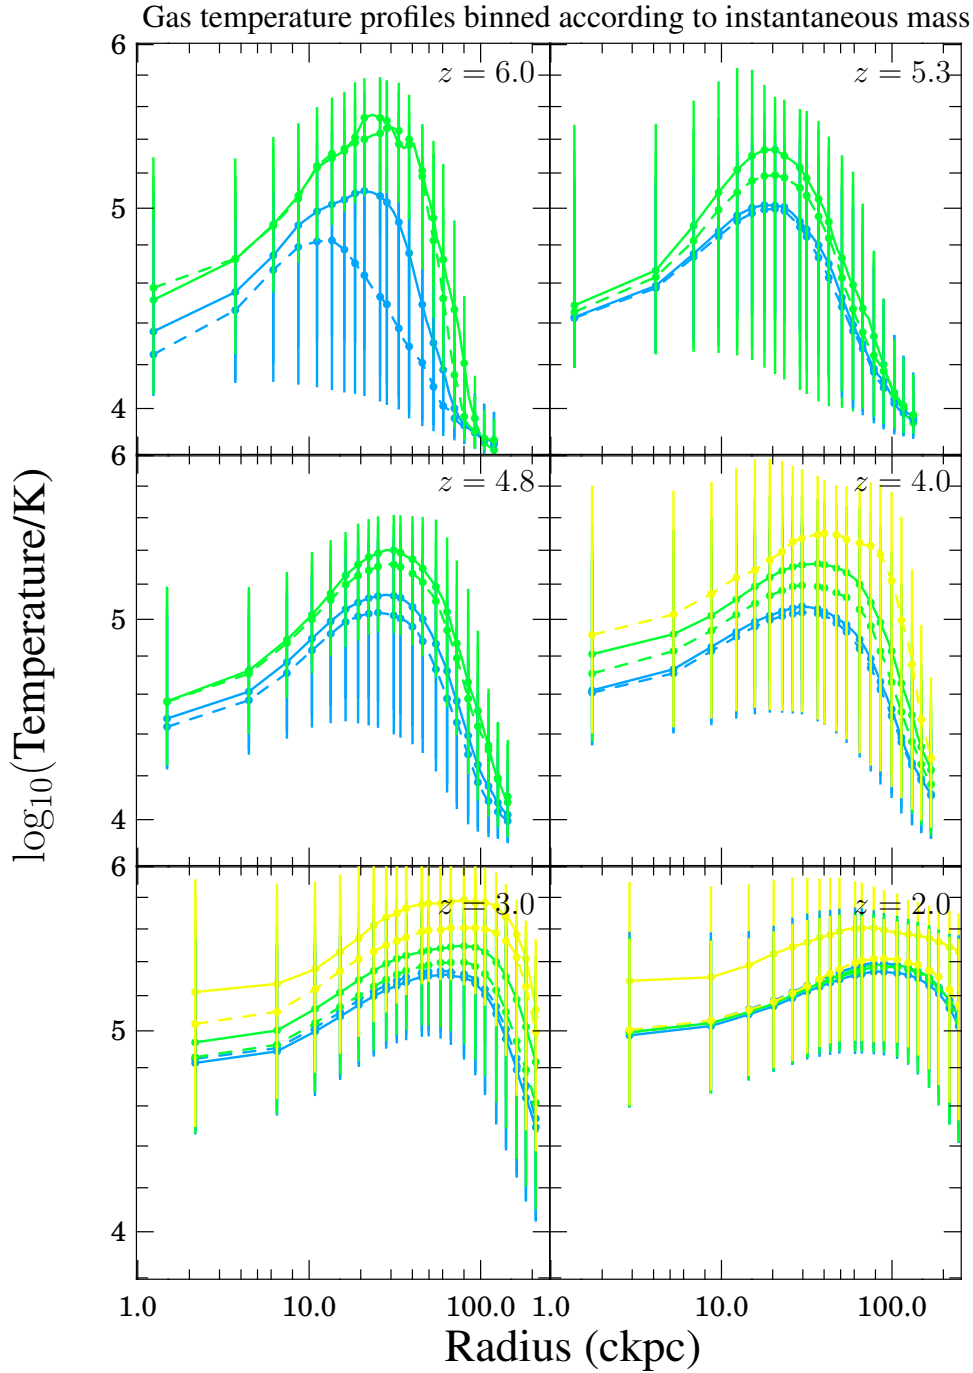 Gas temperature profiles binned according to instantaneous mass
6
z = 6.0
z = 5.3
5
4
6
z = 4.8
z = 4.0
5
4
6
z = 3.0
z = 2.0
5
4
log10(Temperature/K)
1.0 10.0 100.0 1.0 10.0 100.0
Radius (ckpc)